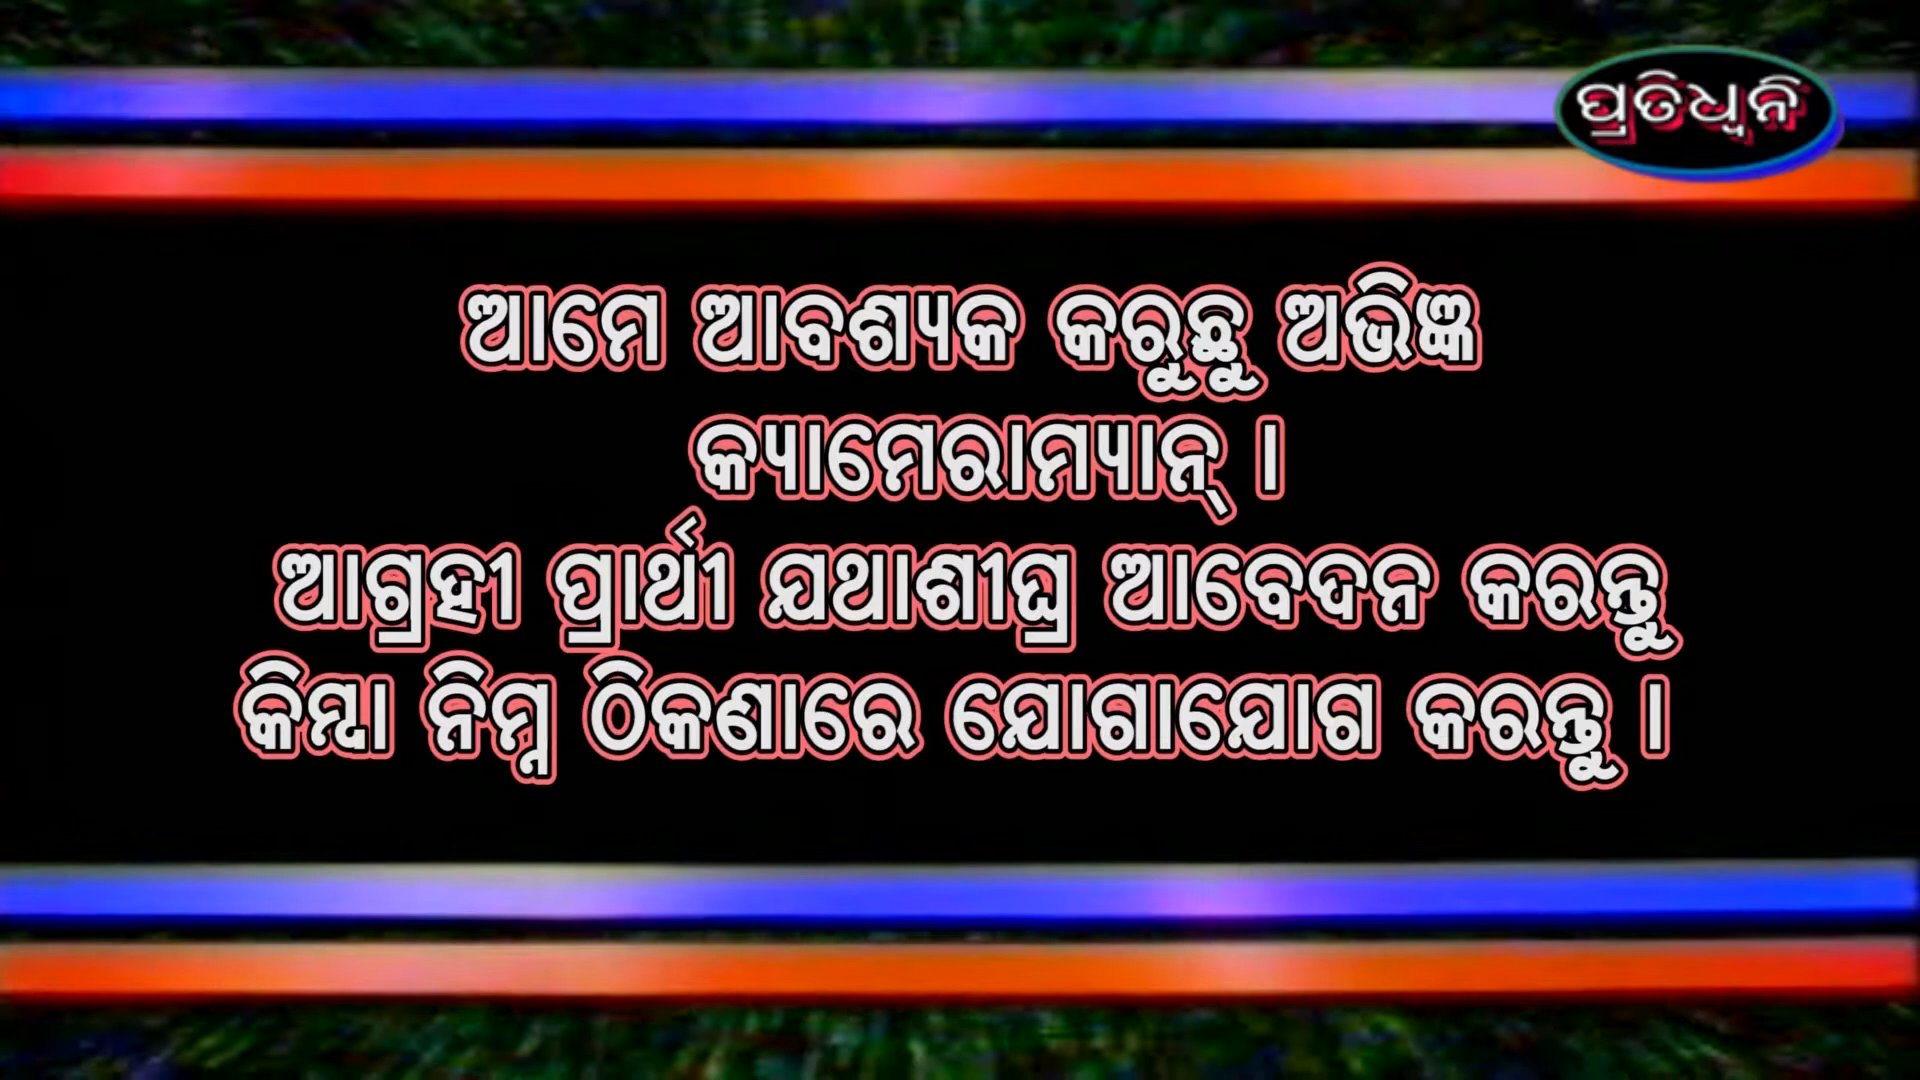 ପ୍ରତିଧ୍ୱନି
ଆମେ ଆବଶ୍ୟକ କରୁଛୁ ଅଭିଜ୍ଞ
କ୍ୟାମେରାମ୍ୟାନ୍ ।
ଆଗ୍ରହୀ ପ୍ରାର୍ଥୀ ଯଥାଶୀଘ୍ର ଆବେଦନ କରନ୍ତୁ
କିମ୍ବା ନିମ୍ନ ଠିକଣାରେ ଯୋଗାଯୋଗ କରନ୍ତୁ ।